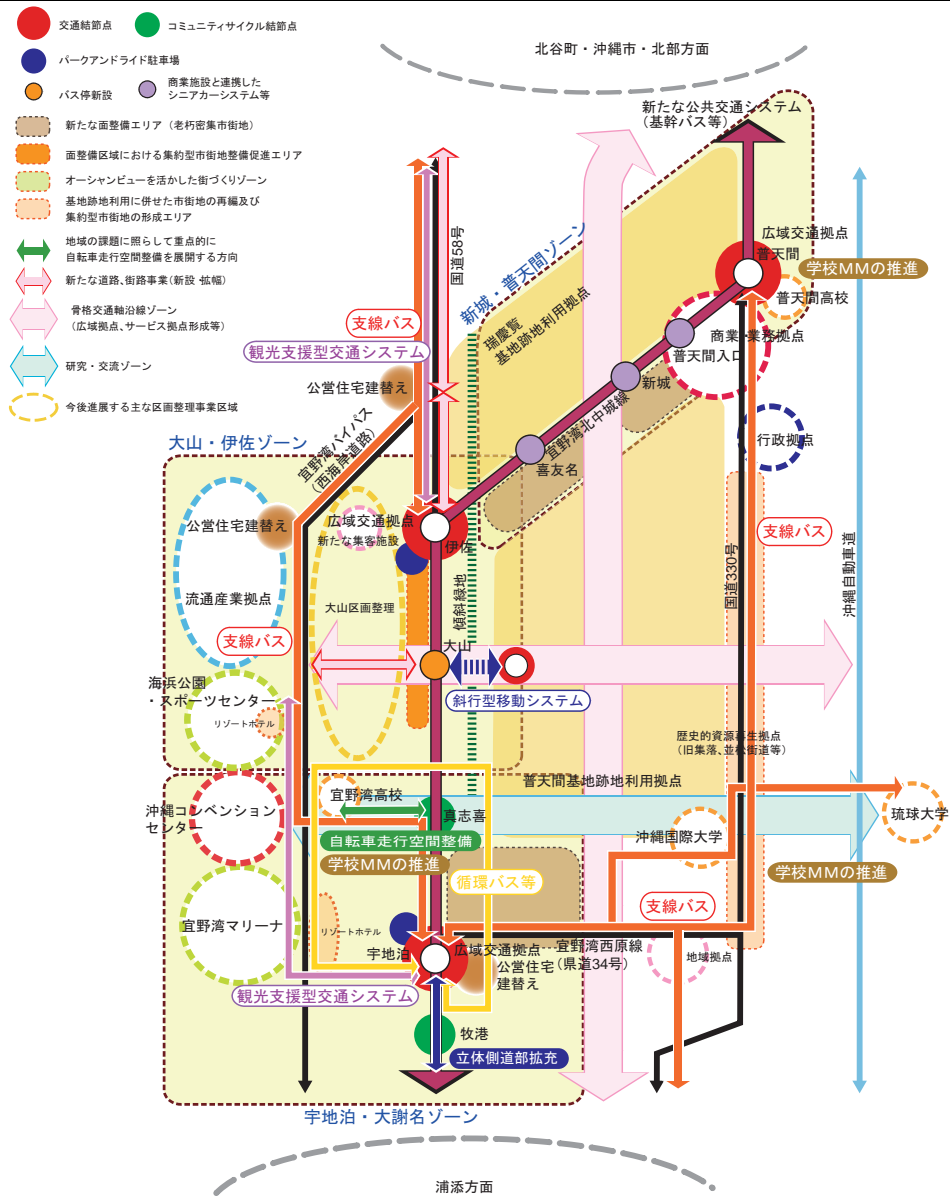 交通結節点
コミュニティサイクル結節点
パークアンドライド駐車場
バス停新設
商業施設と連携した
シニアカーシステム等
新たな面整備エリア（老朽密集市街地）
面整備区域における集約型市街地整備促進エリア
オーシャンビューを活かした街づくりゾーン
基地跡地利用に併せた市街地の再編及び
集約型市街地の形成エリア
地域の課題に照らして重点的に
自転車走行空間整備を展開する方向
新たな道路、街路事業（新設・拡幅）
骨格交通軸沿線ゾーン
（広域拠点、サービス拠点形成等）
研究・交流ゾーン
今後進展する主な区画整理事業区域
北谷町・沖縄市・北部方面
新たな公共交通システム
（基幹バス等）
国道58号
新城・普天間ゾーン
瑞慶覧
基地跡地利用拠点
広域交通拠点
普天間
学校MMの推進
普天間高校
商業・業務拠点
普天間入口
新城
宜野湾北中城線
喜友名
行政拠点
支線バス
観光支援型交通システム
公営住宅建替え
宜野湾バイパス
（西海岸道路）
大山・伊佐ゾーン
公営住宅建替え
広域交通拠点
新たな集客施設
伊佐
流通産業拠点
大山区画整理
傾斜緑地
支線バス
国道330号
沖縄自動車道
支線バス
大山
斜行型移動システム
海浜公園
・スポーツセンター
リゾートホテル
歴史的資源再生拠点
（旧集落、並松街道等）
普天間基地跡地利用拠点
宜野湾高校
沖縄コンベンション
センター
真志喜
自転車走行空間整備
学校MMの推進
沖縄国際大学
琉球大学
学校MMの推進
循環バス等
支線バス
宜野湾マリーナ
リゾートホテル
宇地泊
広域交通拠点
宜野湾西原線
（県道34号）
公営住宅
建替え
地域拠点
観光支援型交通システム
牧港
立体側道部拡充
宇地泊・大謝名ゾーン
浦添方面